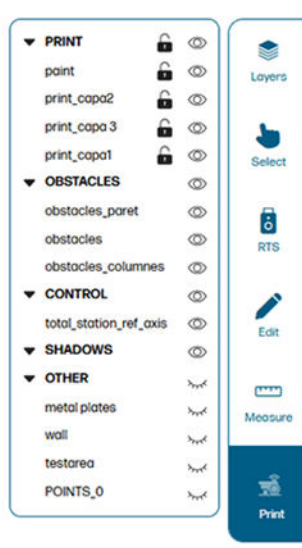 PRINT
paint
print_capa2
print_capa 3
print_capa1
OBSTACLES
obstacles_paret
obstacles
obstacles_columnes
CONTROL
total_station_ref_axis
SHADOWS
OTHER
metal plates
wall
testarea
POINTS_0
Layers
Select
RTS
Edit
Measure
Print